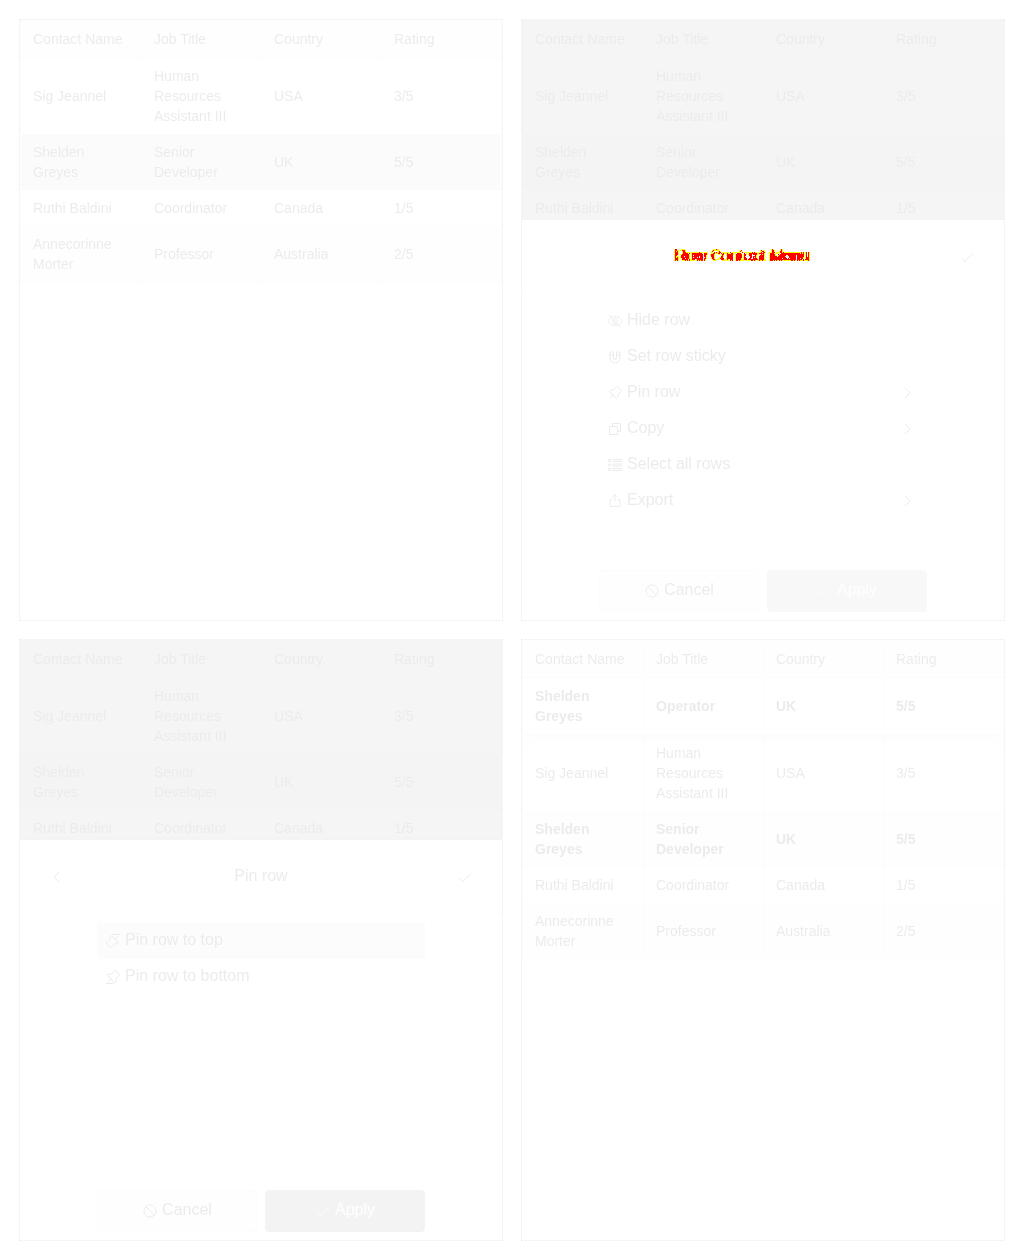 Contact Name Job Title Country Rating
Sig Jeannel Human Resources Assistant III USA 3/5
Shelden Greyes Senior Developer UK 5/5
Ruthi Baldini Coordinator Canada 1/5
Annecorinne Morter Professor Australia 2/5
Contact Name Job Title Country Rating
Sig Jeannel Human Resources Assistant III USA 3/5
Shelden Greyes Senior Developer UK 5/5
Ruthi Baldini Coordinator Canada 1/5
Hide row
Set row sticky
Pin row
Copy
Select all rows
Export
Cancel Apply
Contact Name Job Title Country Rating
Sig Jeannel Human Resources Assistant III USA 3/5
Shelden Greyes Senior Developer UK 5/5
Ruthi Baldini Coordinator Canada 1/5
Pin row
Pin row to top
Pin row to bottom
Cancel Apply
Contact Name Job Title Country Rating
Shelden Greyes Operator UK 5/5
Sig Jeannel Human Resources Assistant III USA 3/5
Shelden Greyes Senior Developer UK 5/5
Ruthi Baldini Coordinator Canada 1/5
Annecorinne Morter Professor Australia 2/5